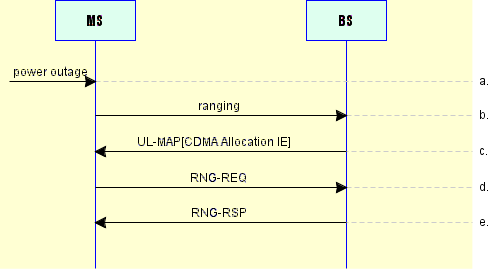 MS BS
power outage a.
ranging b.
UL-MAP[CDMA Allocation IE] c.
RNG-REQ d.
RNG-RSP e.